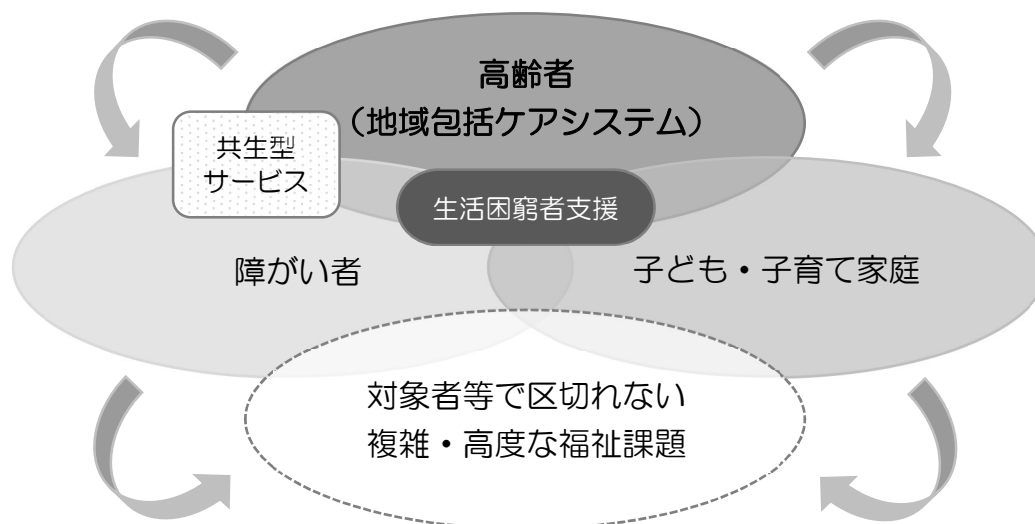 高齢者
（地域包括ケアシステム）
共生型
サービス
生活困窮者支援
障がい者
子ども・子育て家庭
対象者等で区切れない
複雑・高度な福祉課題